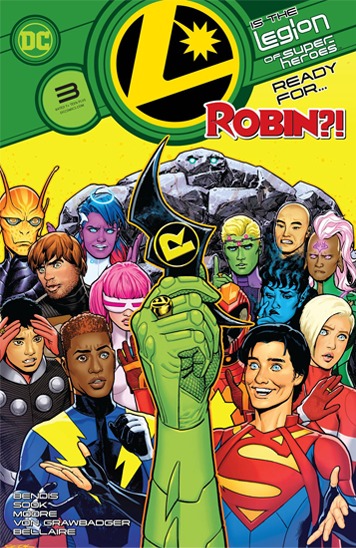 DC
3
IS THE
Legion
OF SUPER-
HEROES
READY
FOR...
ROBIN?!
R
BENDIS
SOOK
MOORE
VON GRAWBADGER
BELLAIRE